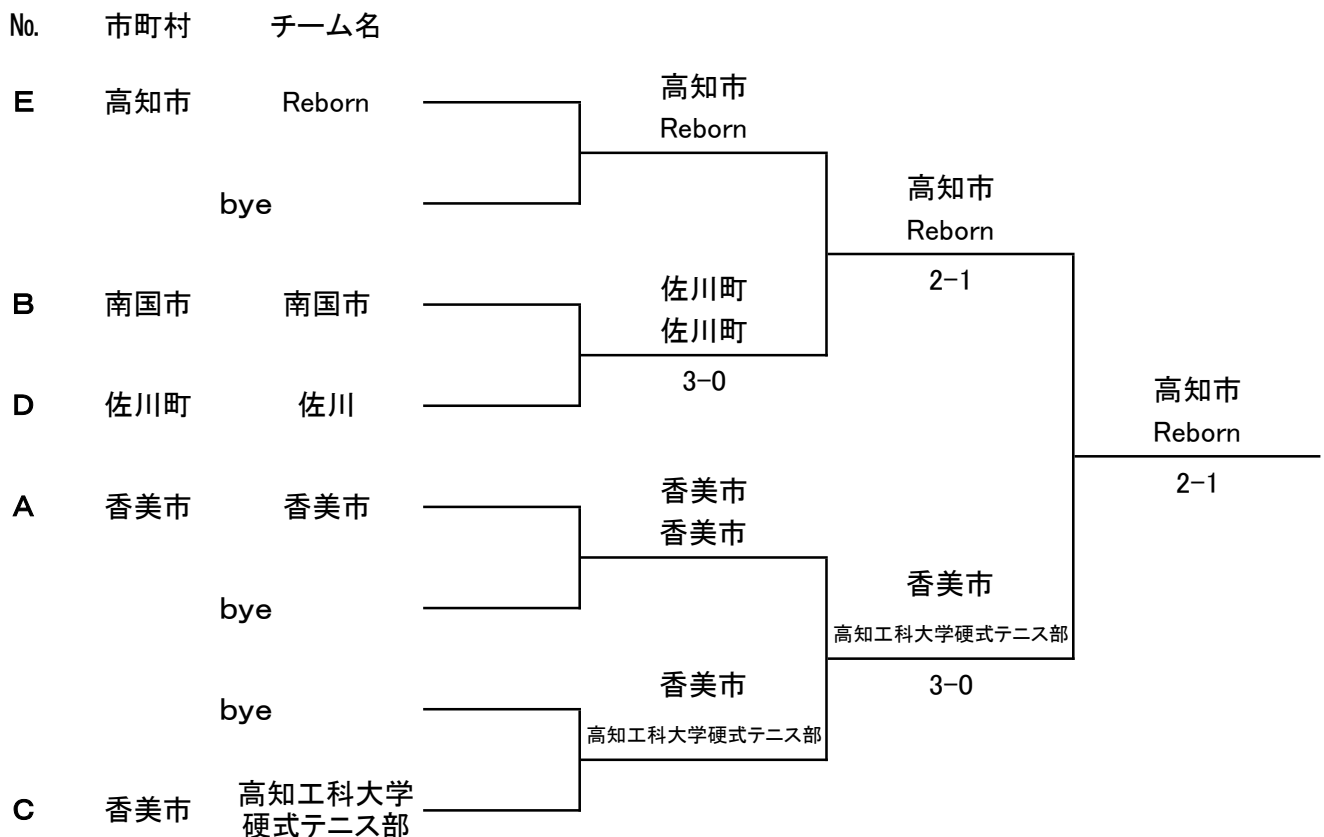 № 市町村 チーム名
E 高知市 Reborn
bye
B 南国市 南国市
D 佐川町 佐川
A 香美市 香美市
bye
bye
C 香美市 高知工科大学
硬式テニス部
高知市
Reborn
佐川町
佐川町
3-0
香美市
香美市
香美市
高知工科大学硬式テニス部
高知市
Reborn
2-1
香美市
高知工科大学硬式テニス部
3-0
高知市
Reborn
2-1